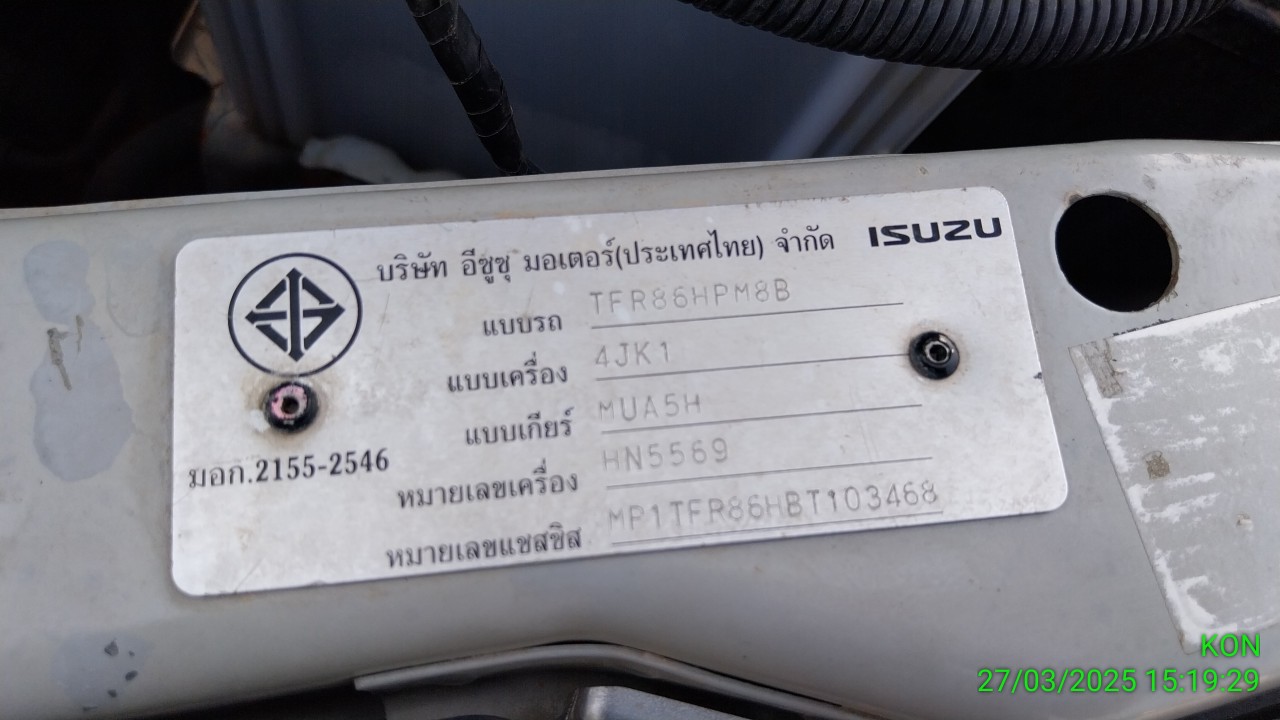 บริษัท อีซูซุ มอเตอร์(ประเทศไทย) จำกัด ISUZU
แบบรถ TFR86HPM8B
แบบเครื่อง 4JK1
แบบเกียร์ MUA5H
มอก.2155-2546
หมายเลขเครื่อง HN5569
หมายเลขแชสซิส MP1TFR86HBT103468
KON
27/03/2025 15:19:29